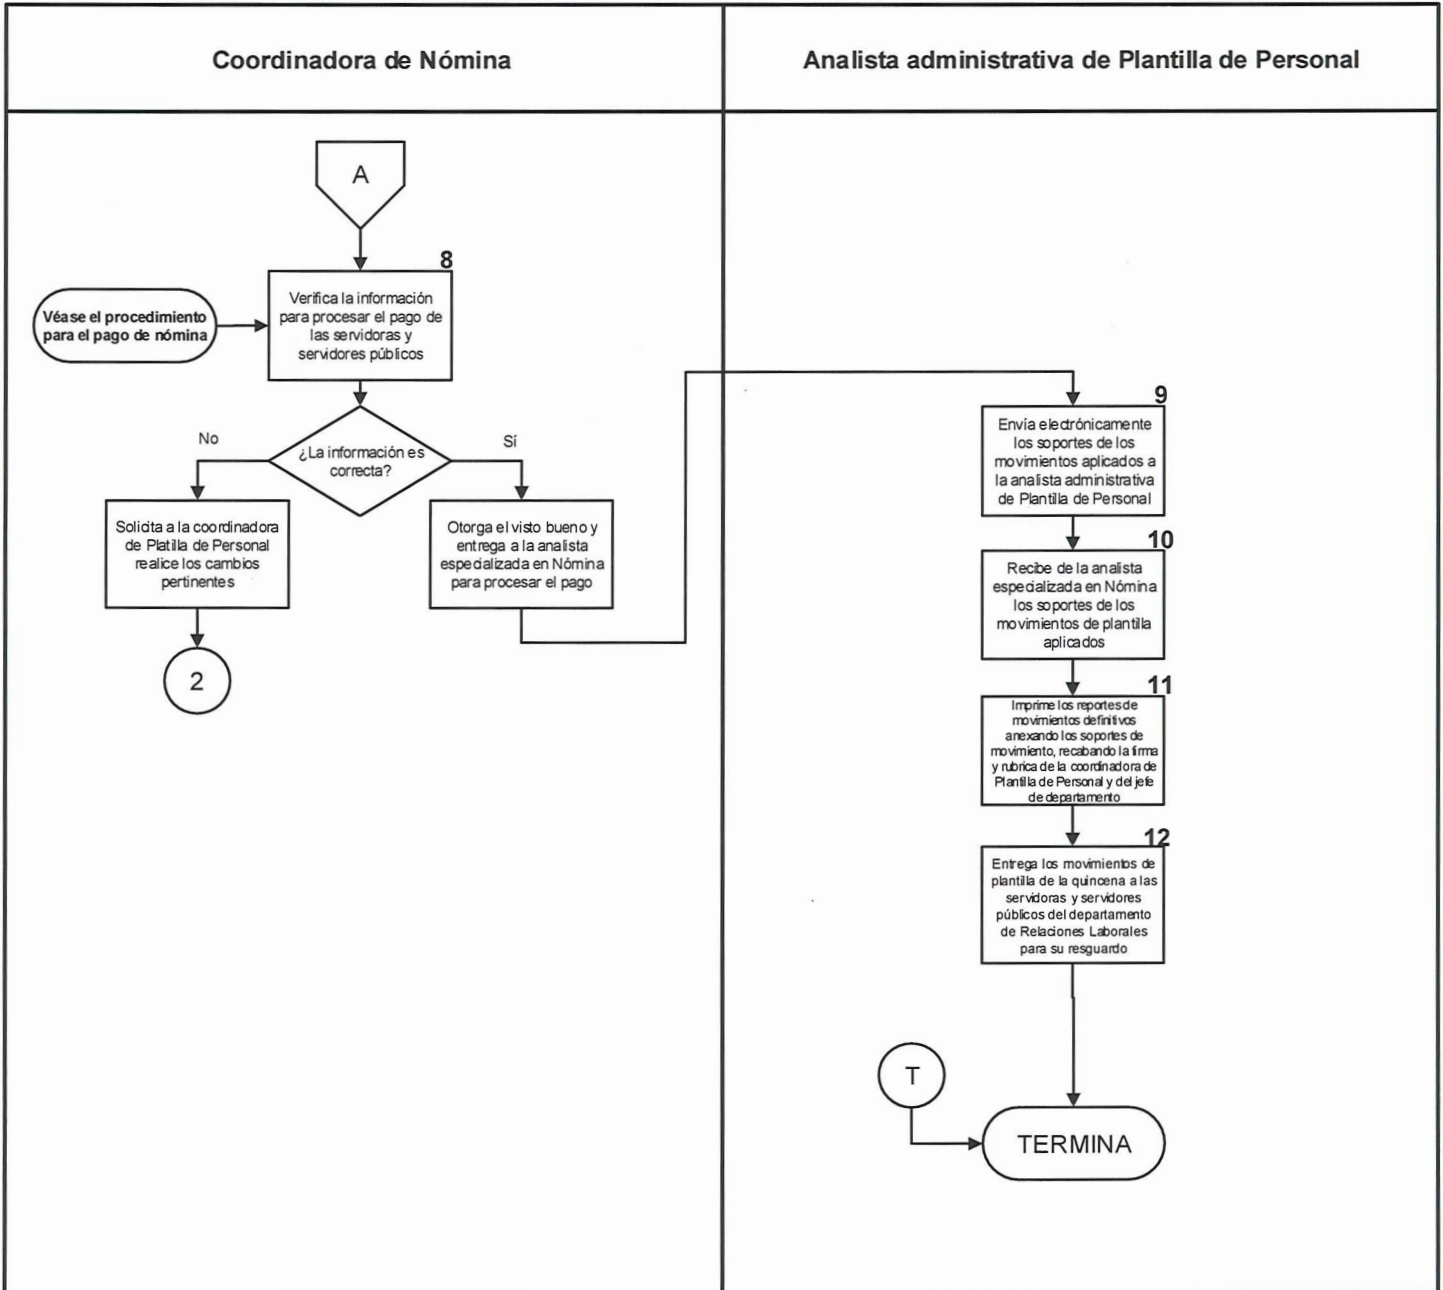 Coordinadora de Nómina
Analista administrativa de Plantilla de Personal
A
8
Verifica la información
para procesar el pago de
las servidoras y
servidores públicos
Véase el procedimiento
para el pago de nómina
¿La información es
correcta?
No
Sí
Solicita a la coordinadora
de Platilla de Personal
realice los cambios
pertinentes
2
Otorga el visto bueno y
entrega a la analista
especializada en Nómina
para procesar el pago
9
Envía electrónicamente
los soportes de los
movimientos aplicados a
la analista administrativa
de Plantilla de Personal
10
Recibe de la analista
especializada en Nómina
los soportes de los
movimientos de plantilla
aplicados
11
Imprime los reportes de
movimientos definitivos
anexando los soportes de
movimiento, recabando la firma
y rubrica de la coordinadora de
Plantilla de Personal y del jefe
de departamento
12
Entrega los movimientos de
plantilla de la quincena a las
servidoras y servidores
públicos del departamento
de Relaciones Laborales
para su resguardo
T
TERMINA